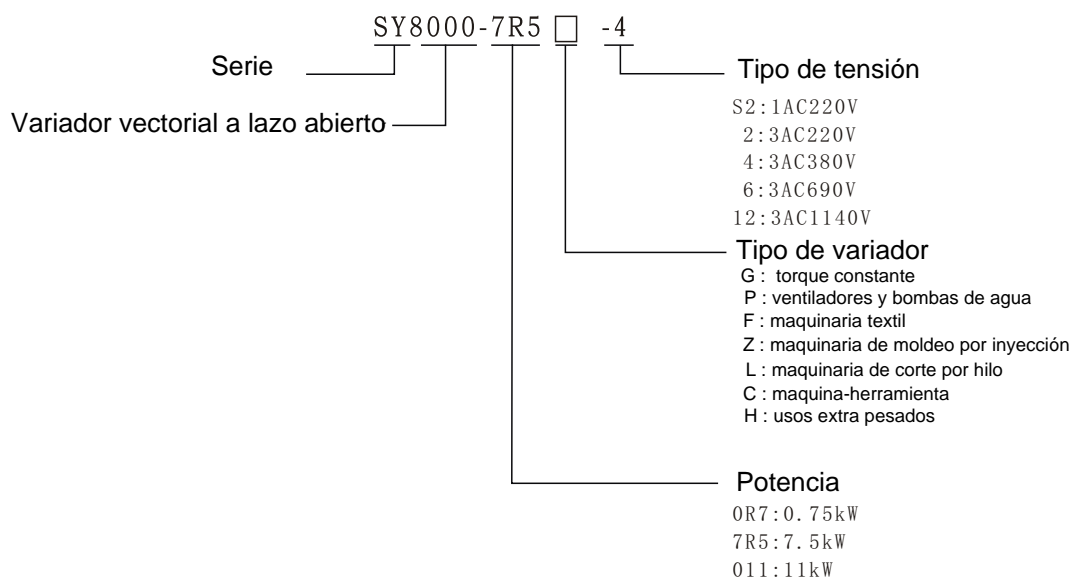 SY8000-7R5□ -4
Serie
Variador vectorial a lazo abierto
Tipo de tensión
S2:1AC220V
2:3AC220V
4:3AC380V
6:3AC690V
12:3AC1140V
Tipo de variador
G : torque constante
P : ventiladores y bombas de agua
F : maquinaria textil
Z : maquinaria de moldeo por inyección
L : maquinaria de corte por hilo
C : maquina-herramienta
H : usos extra pesados
Potencia
0R7:0.75kW
7R5:7.5kW
011:11kW